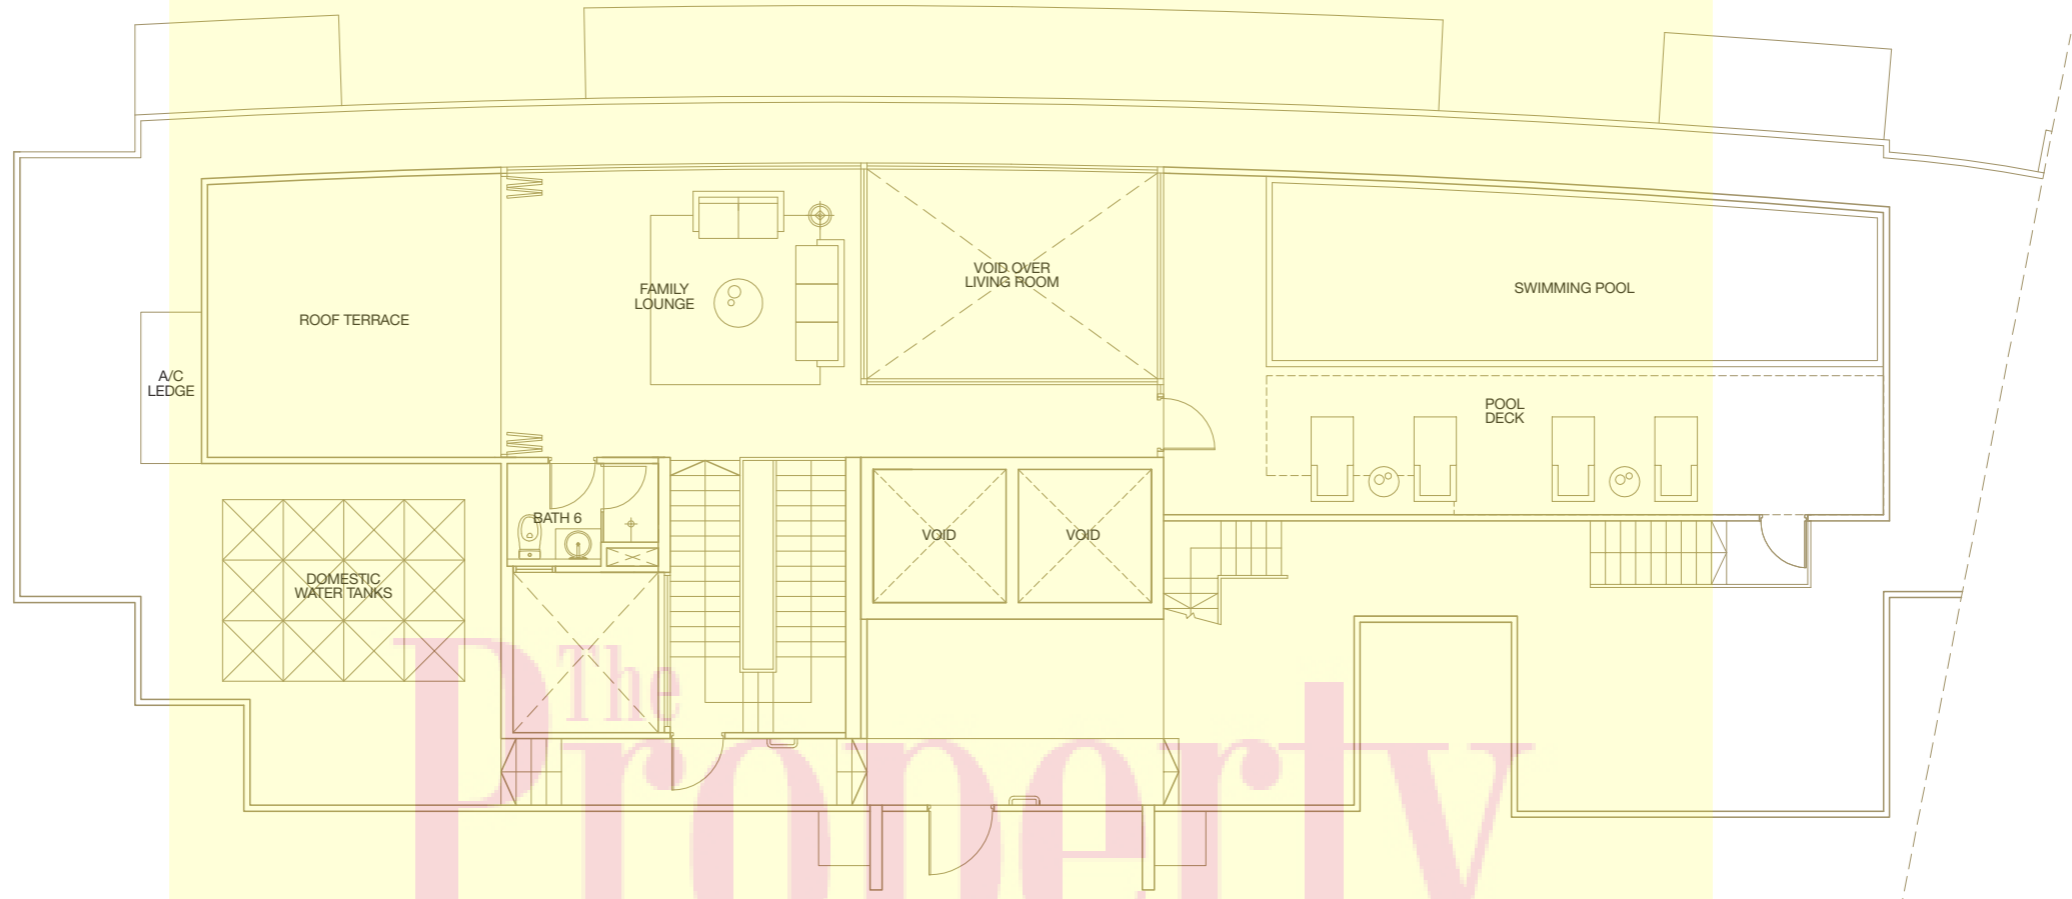 VOID OVER
LIVING ROOM
FAMILY
LOUNGE
SWIMMING POOL
ROOF TERRACE
A/C
LEDGE
POOL
DECK
BATH 6
VOID
VOID
DOMESTIC
WATER TANKS
The
Property